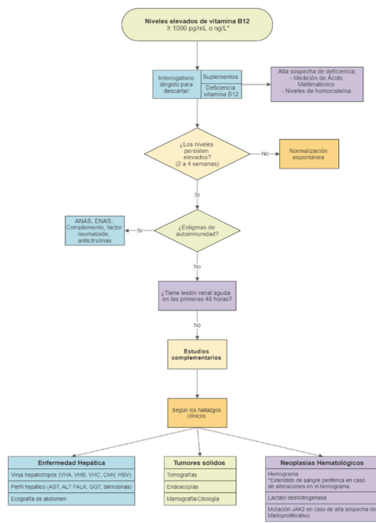 Niveles elevados de vitamina B12
≥ 1000 pg/mL o ng/L*
Interrogatorio
dirigido para
descartar:
Suplementos
Deficiencia
vitamina B12
Alta sospecha de deficiencia;
- Medición de Ácido
Metilmalónico
- Niveles de homocisteína
¿Los niveles
persisten
elevados?
(2 a 4 semanas)
No
Normalización
espontánea
Si
ANAS, ENAS,
Complemento, factor
reumatoide,
anticitrulinas
Si
¿Estigmas de
autoinmunidad?
No
¿Tiene lesión renal aguda
en las primeras 48 horas?
No
Estudios
complementarios
Según los hallazgos
clínicos
Enfermedad Hepática
Virus hepatotropos (VHA, VHB, VHC, CMV, HSV)
Perfil hepático (AST, ALT FALK, GGT, bilirrubinas)
Ecografía de abdomen
Tumores sólidos
Tomografías
Endoscopias
Mamografía/Citología
Neoplasias Hematológicos
Hemograma
*Extendido de sangre periférica en caso
de alteraciones en el hemograma.
Lactato deshidrogenasa
Mutación JAK2 en caso de alta sospecha de
Mieloproliferativo.